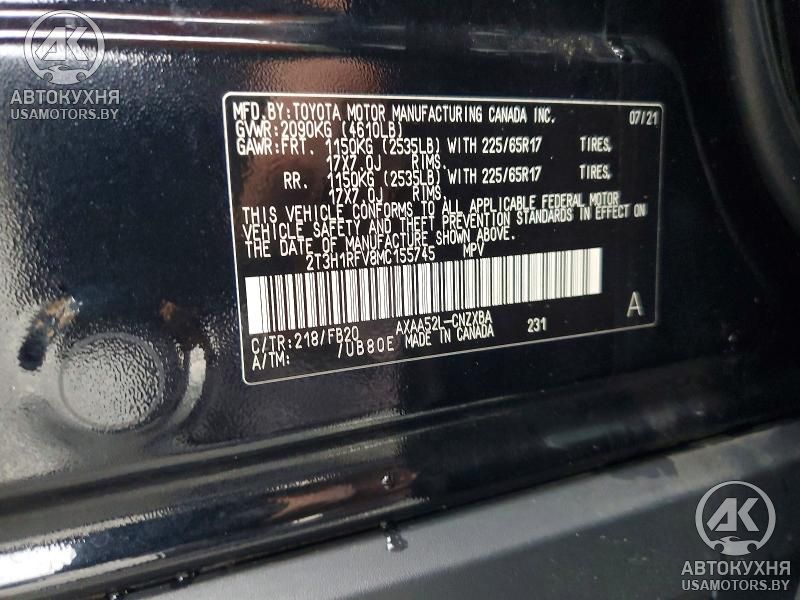 AK
АВТОКУХНЯ
USAMOTORS.BY
MFD.BY:TOYOTA MOTOR MANUFACTURING CANADA INC. 07/21
GVWR:2090KG (4610LB)
GAWR:FRT. 1150KG (2535LB) WITH 225/65R17 TIRES,
17X7.0J RIMS,
RR. 1150KG (2535LB) WITH 225/65R17 TIRES,
17X7.0J RIMS,
THIS VEHICLE CONFORMS TO ALL APPLICABLE FEDERAL MOTOR
VEHICLE SAFETY AND THEFT PREVENTION STANDARDS IN EFFECT ON
THE DATE OF MANUFACTURE SHOWN ABOVE.
2T3H1RFV8MC155745 MPV
A
C/TR:218/FB20 AXAA52L-CNZXBA 231
A/TM: /UB80E MADE IN CANADA
AK
АВТОКУХНЯ
USAMOTORS.BY